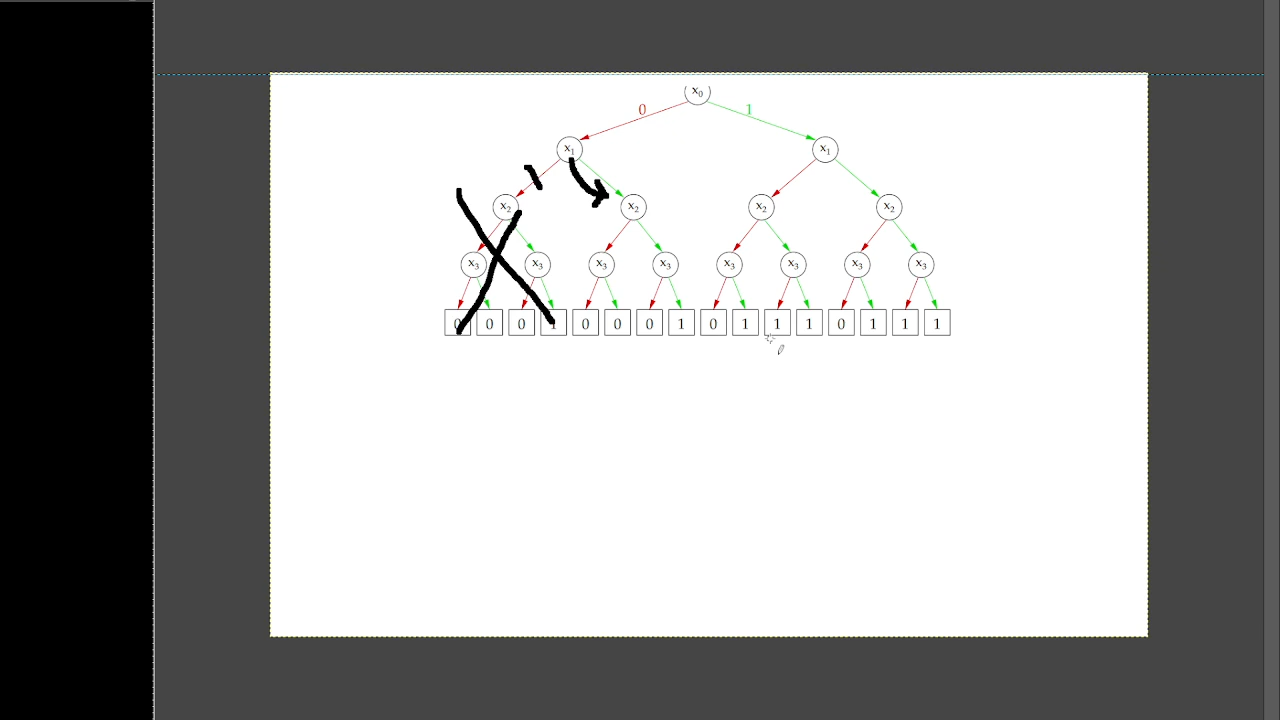 x₀
0 1
x₁ x₁
x₂ x₂ x₂ x₂
x₃ x₃ x₃ x₃ x₃ x₃ x₃ x₃
0 0 0 1 0 0 0 1 0 1 1 1 0 1 1 1